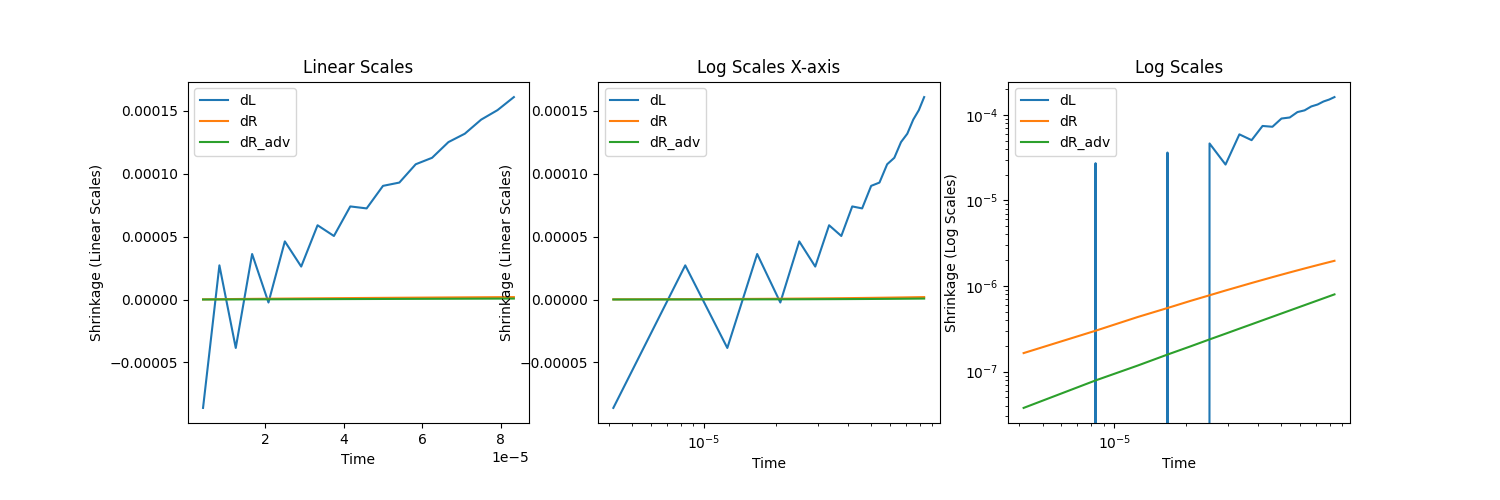 Linear Scales
dL
dR
dR_adv
Shrinkage (Linear Scales)
0.00015
0.00010
0.00005
0.00000
−0.00005
2
4
6
8
1e−5
Time
Log Scales X-axis
dL
dR
dR_adv
Shrinkage (Linear Scales)
0.00015
0.00010
0.00005
0.00000
−0.00005
10⁻⁵
Time
Log Scales
dL
dR
dR_adv
Shrinkage (Log Scales)
10⁻⁴
10⁻⁵
10⁻⁶
10⁻⁷
10⁻⁵
Time